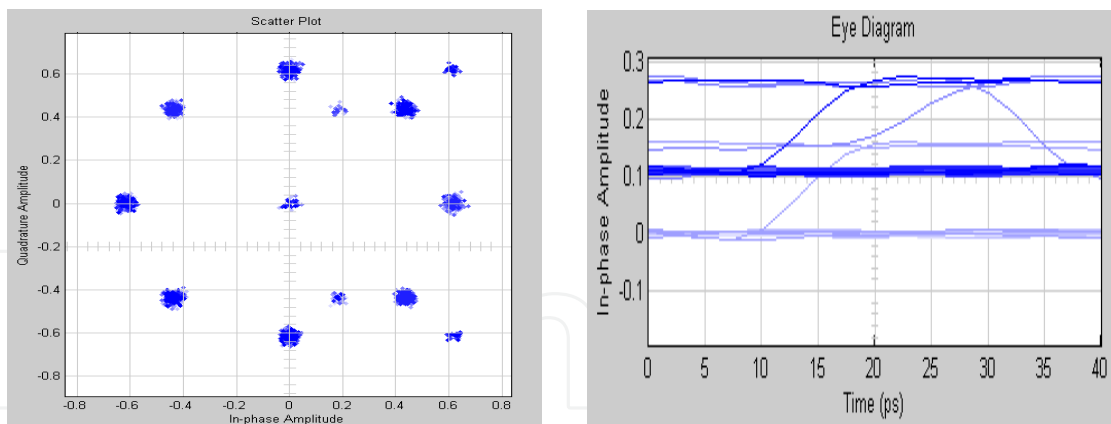 Scatter Plot
Quadrature Amplitude
0.6
0.4
0.2
0
-0.2
-0.4
-0.6
-0.8
-0.8 -0.6 -0.4 -0.2 0 0.2 0.4 0.6 0.8
In-phase Amplitude
Eye Diagram
In-phase Amplitude
0.3
0.2
0.1
0
-0.1
0 5 10 15 20 25 30 35 40
Time (ps)